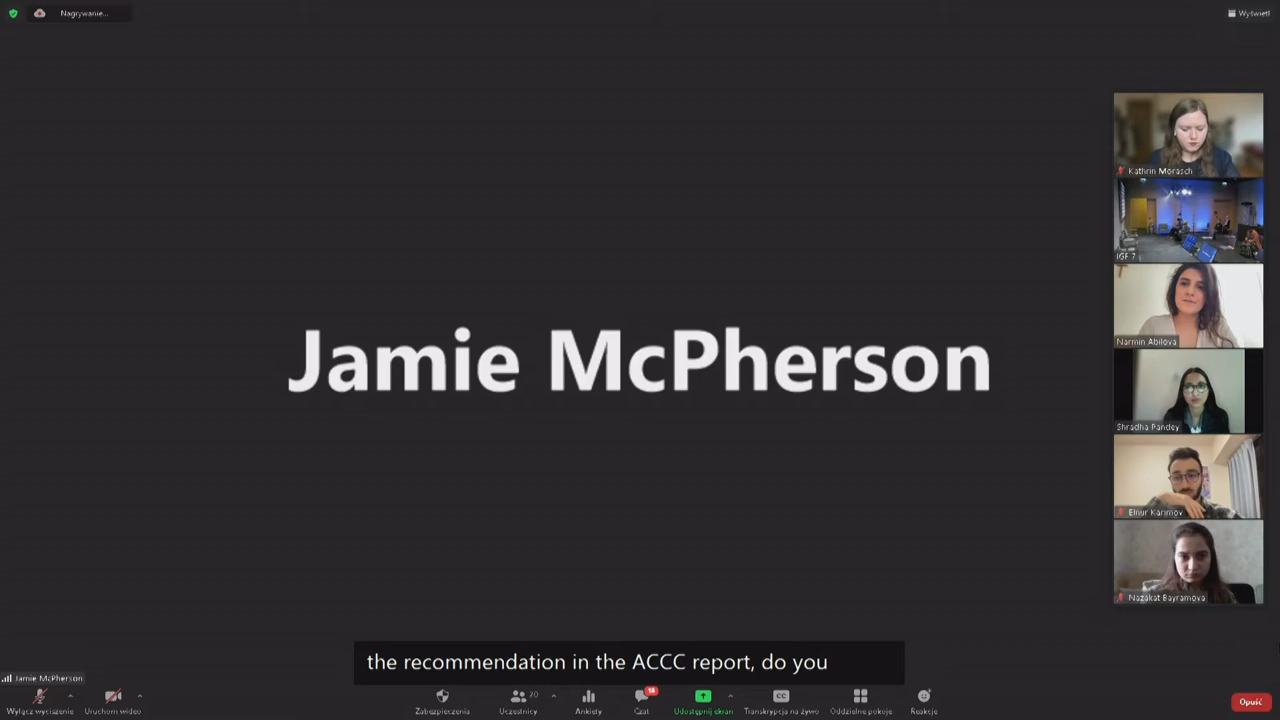 Nagrywanie...
Wyświetl
Kathrin Morasch
IGF 7
Narmin Abilova
Shradha Pandey
Elnur Karimov
Nazakat Bayramova
Jamie McPherson
the recommendation in the ACCC report, do you
Jamie McPherson
Wyłącz wyciszenie
Uruchom wideo
Zabezpieczenia
20
Uczestnicy
Ankiety
18
Czat
Udostępnij ekran
CC
Transkrypcja na żywo
Oddzielne pokoje
Reakcje
Opuść